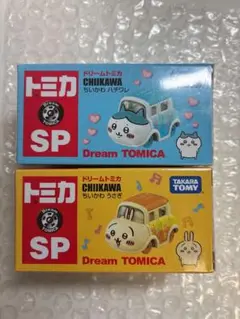 トミカ
SP
ドリームトミカ
CHIIKAWA
ちいかわ ハチワレ
Dream TOMICA
トミカ
SP
ドリームトミカ
CHIIKAWA
ちいかわ うさぎ
Dream TOMICA
TAKARA
TOMY